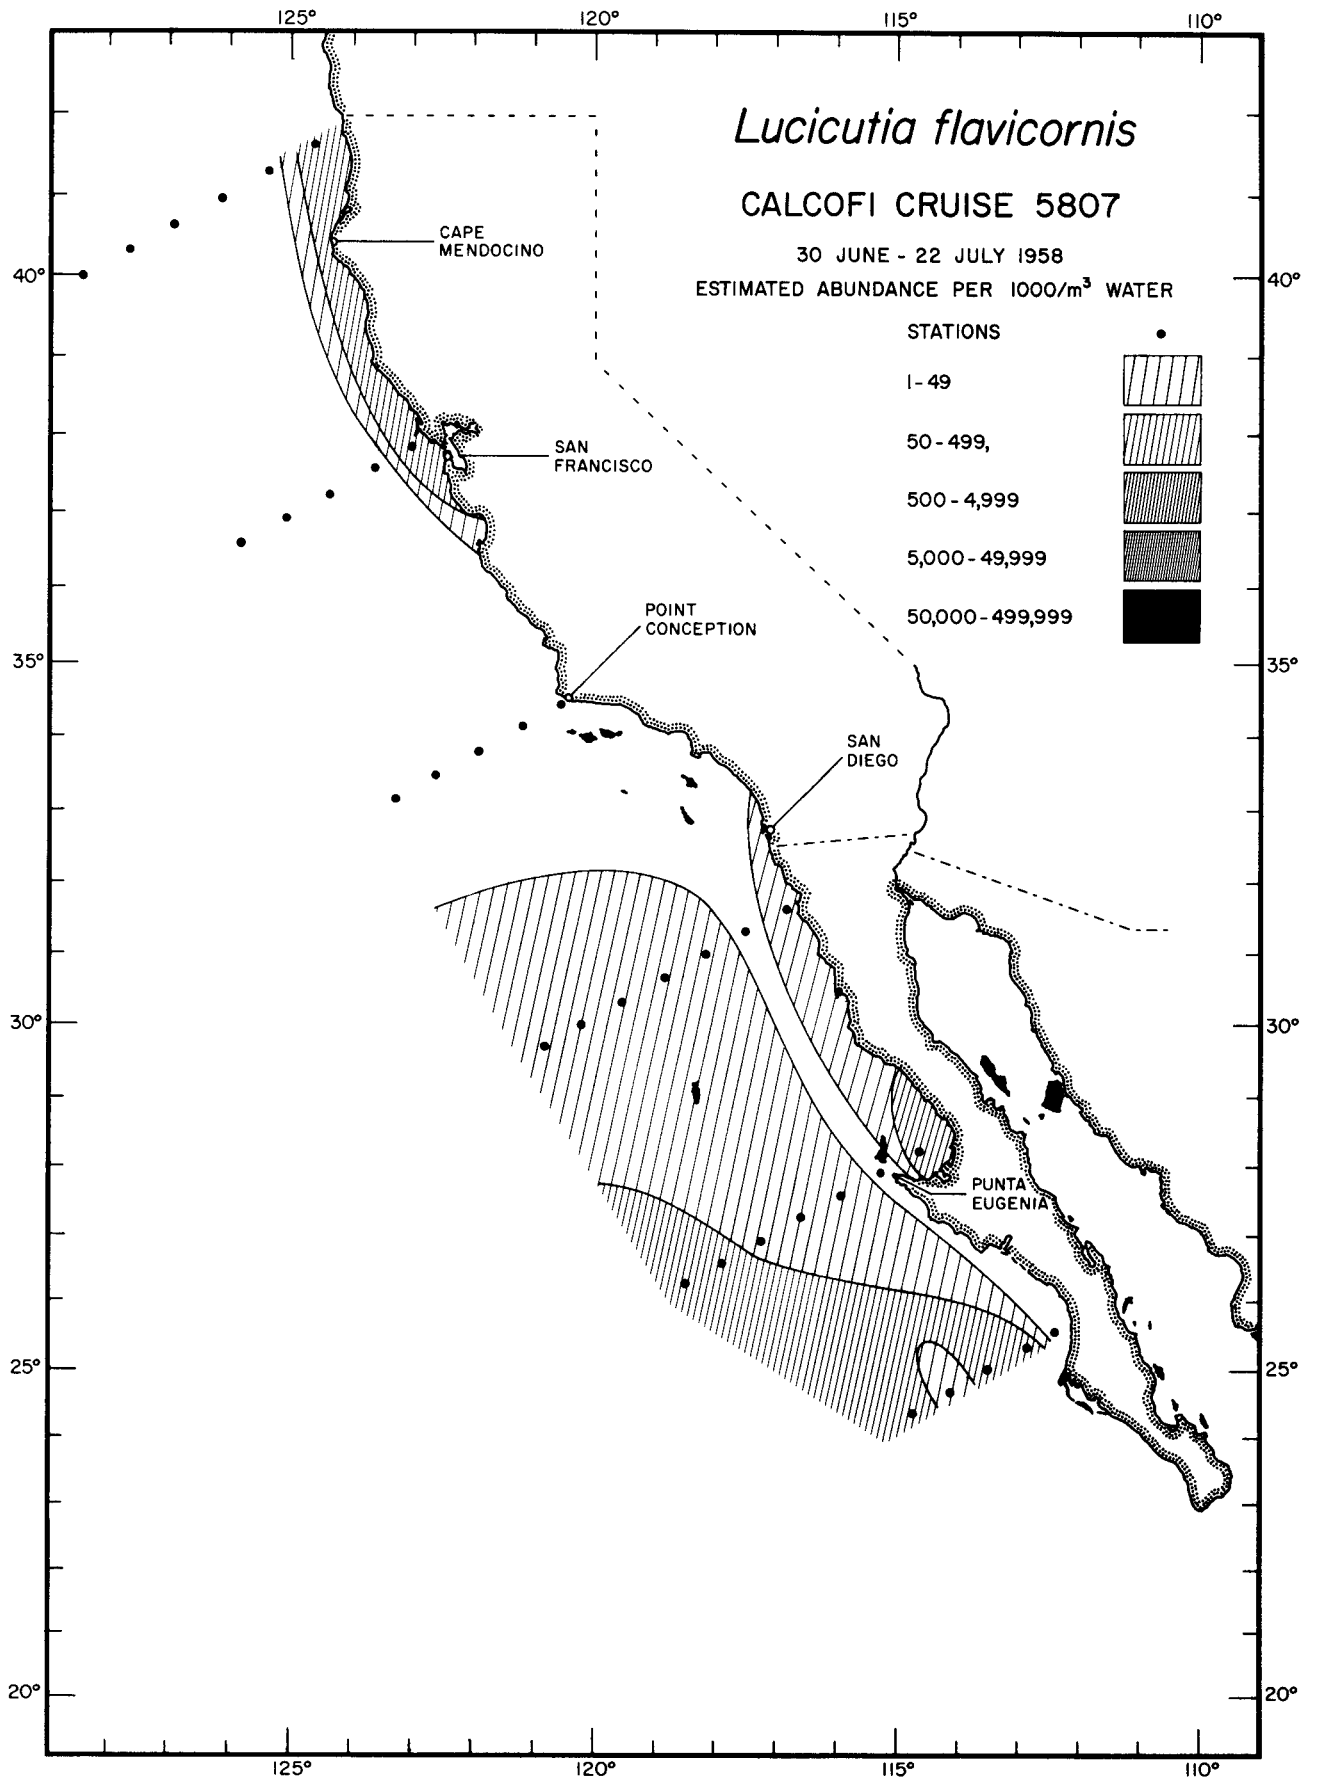 125° 120° 115° 110°
Lucicutia flavicornis
CALCOFI CRUISE 5807
30 JUNE - 22 JULY 1958
ESTIMATED ABUNDANCE PER 1000/m³ WATER
STATIONS
1-49
50-499,
500-4,999
5,000-49,999
50,000-499,999
CAPE
MENDOCINO
40° 40°
SAN
FRANCISCO
POINT
CONCEPTION
35° 35°
SAN
DIEGO
30° 30°
PUNTA
EUGENIA
25° 25°
20° 20°
125° 120° 115° 110°